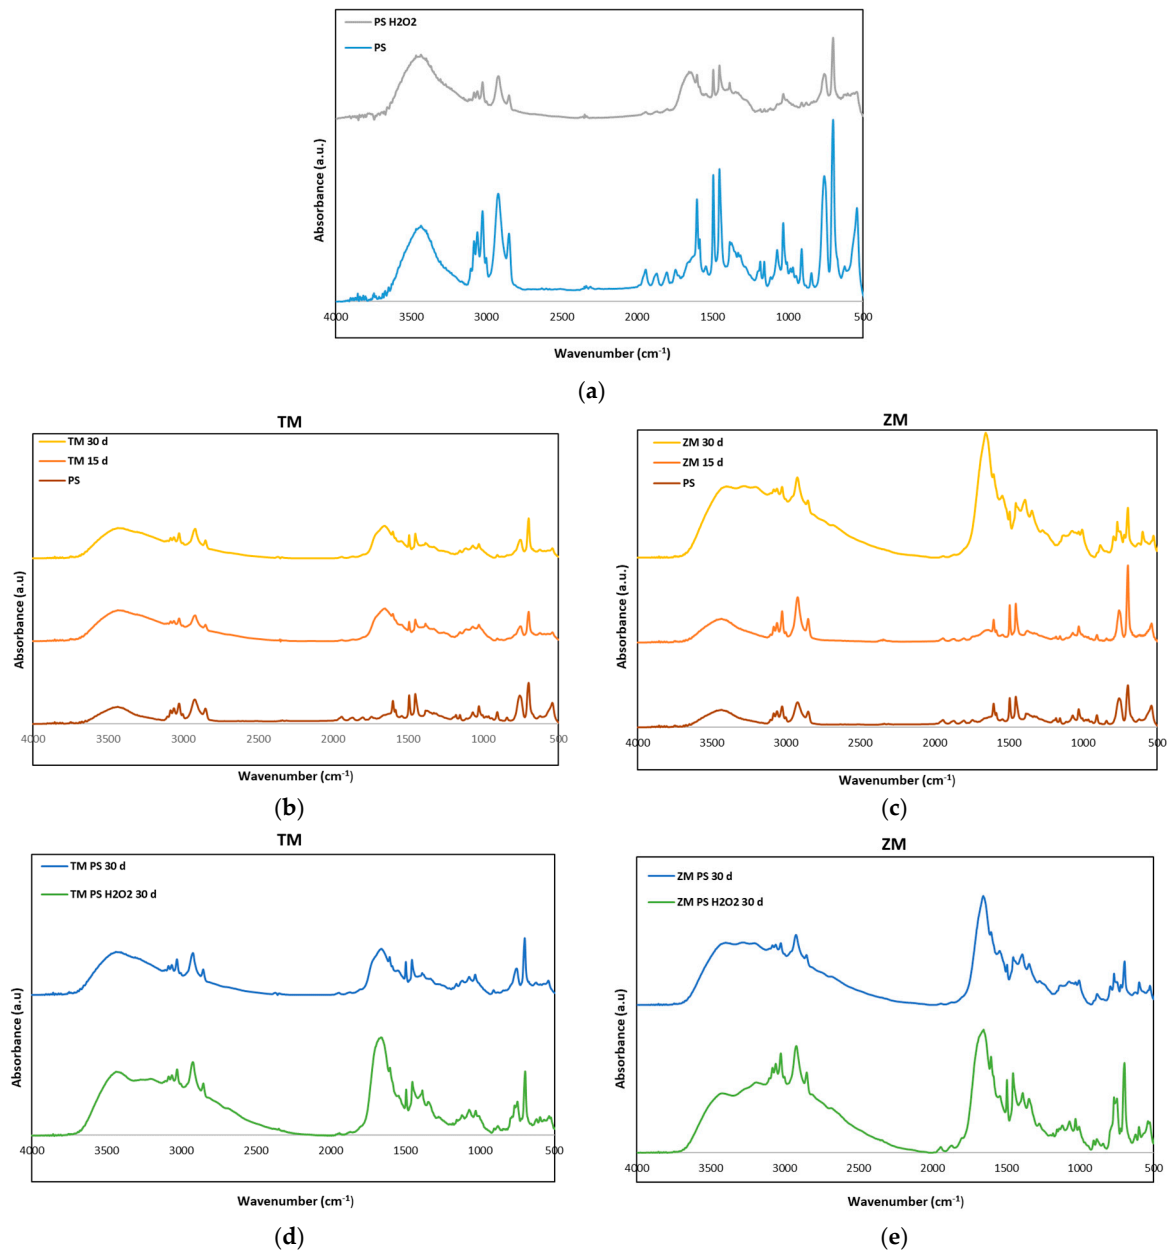 PS H2O2
PS
Absorbance (a.u.)
4000 3500 3000 2500 2000 1500 1000 500
Wavenumber (cm-1)
(a)
TM
TM 30 d
TM 15 d
PS
Absorbance (a.u)
4000 3500 3000 2500 2000 1500 1000 500
Wavenumber (cm-1)
(b)
ZM
ZM 30 d
ZM 15 d
PS
Absorbance (a.u.)
4000 3500 3000 2500 2000 1500 1000 500
Wavenumber (cm-1)
(c)
TM
TM PS 30 d
TM PS H2O2 30 d
Absorbance (a.u)
4000 3500 3000 2500 2000 1500 1000 500
Wavenumber (cm-1)
(d)
ZM
ZM PS 30 d
ZM PS H2O2 30 d
Absorbance (a.u)
4000 3500 3000 2500 2000 1500 1000 500
Wavenumber (cm-1)
(e)